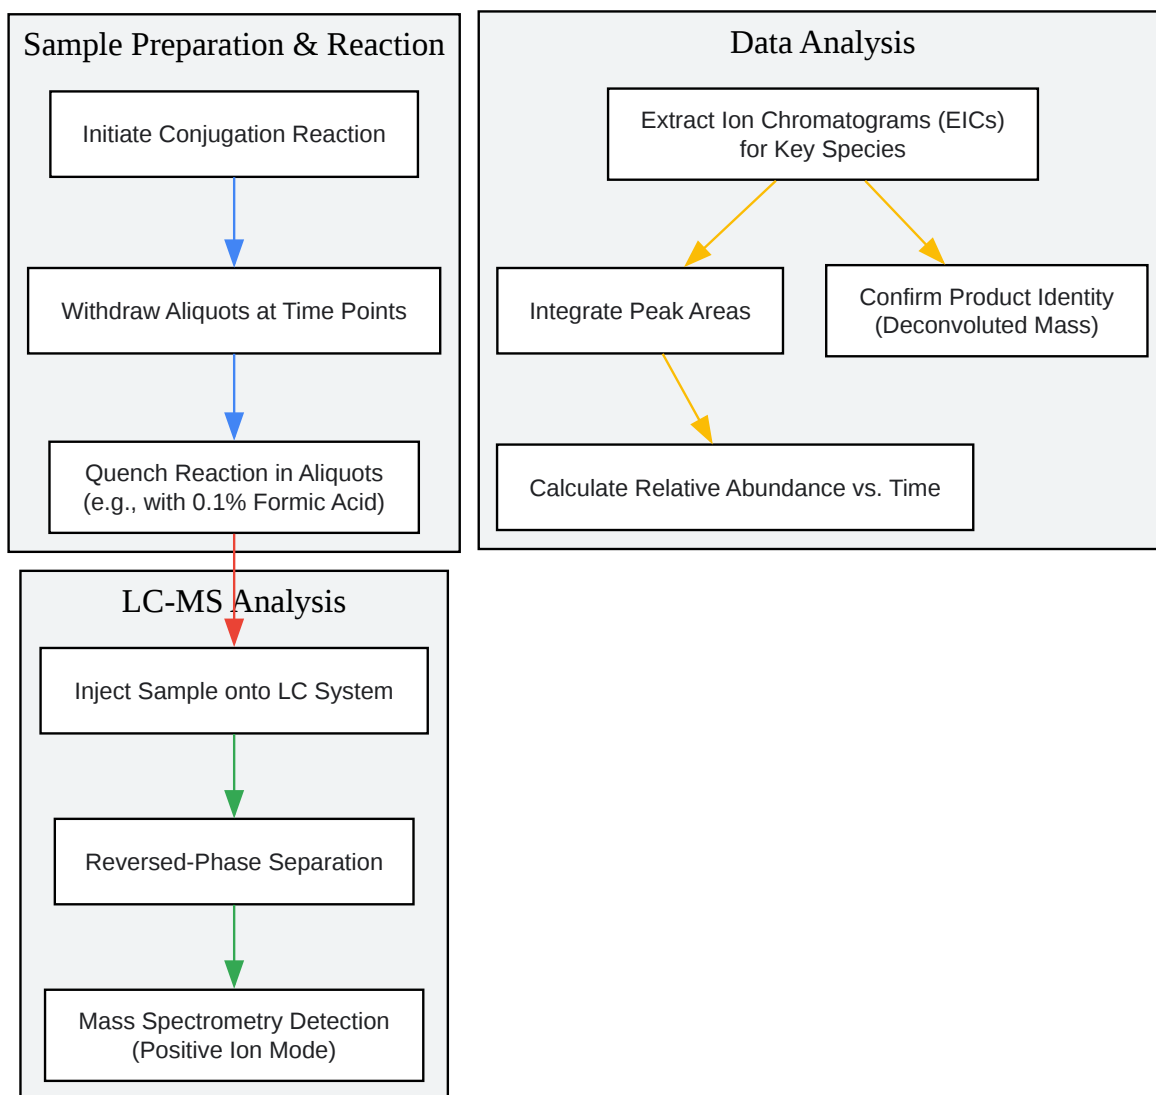 Sample Preparation & Reaction
Initiate Conjugation Reaction
Withdraw Aliquots at Time Points
Quench Reaction in Aliquots
(e.g., with 0.1% Formic Acid)
LC-MS Analysis
Inject Sample onto LC System
Reversed-Phase Separation
Mass Spectrometry Detection
(Positive Ion Mode)
Data Analysis
Extract Ion Chromatograms (EICs)
for Key Species
Integrate Peak Areas
Confirm Product Identity
(Deconvoluted Mass)
Calculate Relative Abundance vs. Time